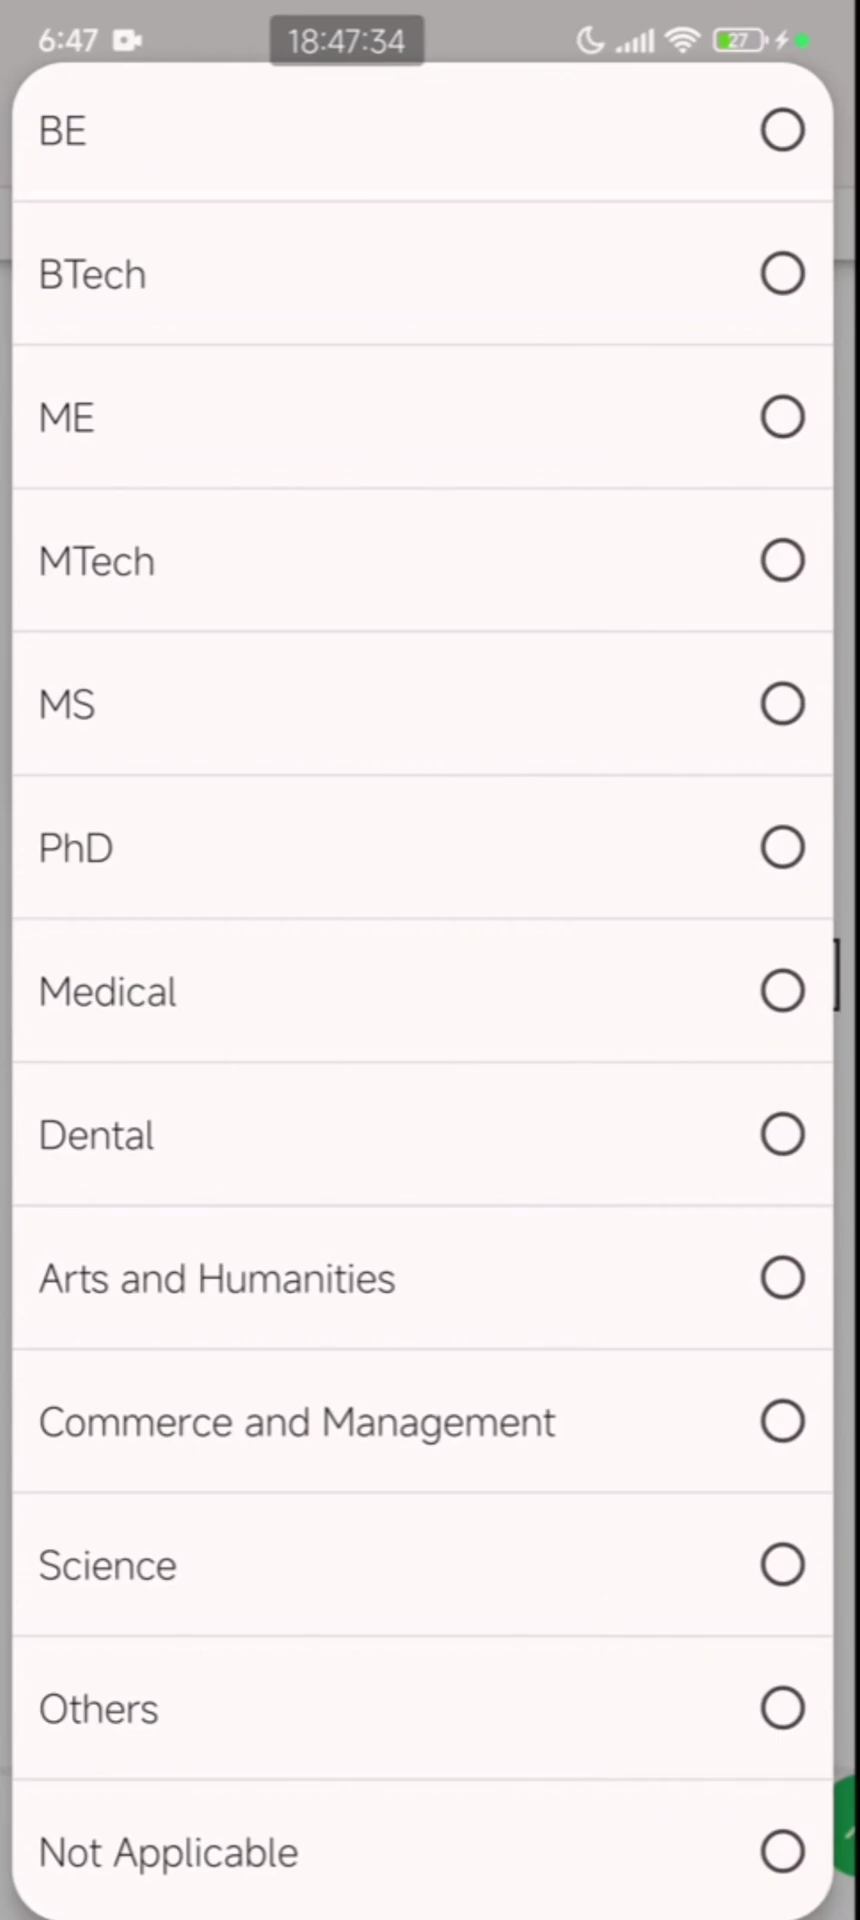 6:47 18:47:34 27
BE
BTech
ME
MTech
MS
PhD
Medical
Dental
Arts and Humanities
Commerce and Management
Science
Others
Not Applicable